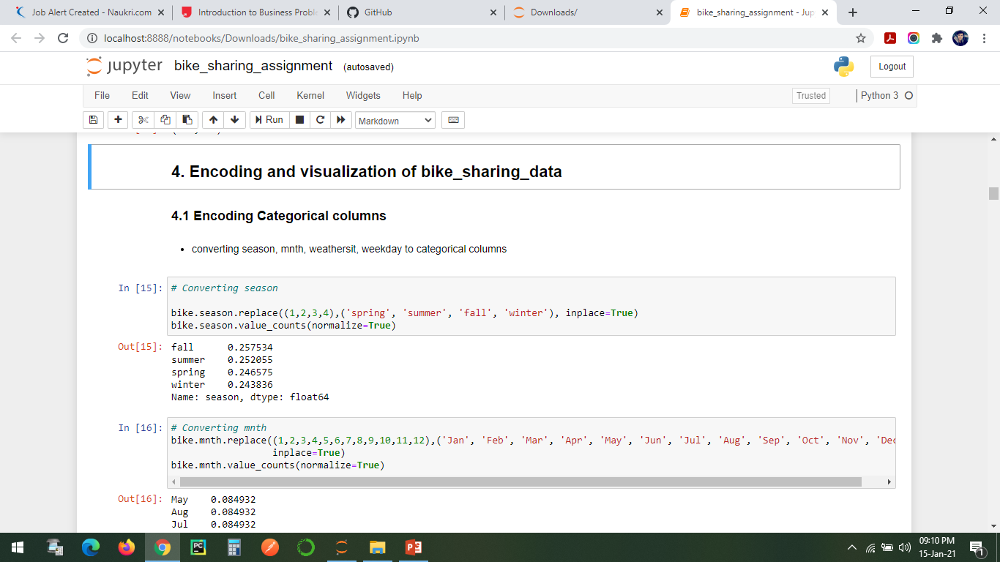 Job Alert Created - Naukri.com
Introduction to Business Proble
GitHub
Downloads/
bike_sharing_assignment - Jup
localhost:8888/notebooks/Downloads/bike_sharing_assignment.ipynb
jupyter bike_sharing_assignment (autosaved)
Logout
File Edit View Insert Cell Kernel Widgets Help
Trusted
Python 3
Run
Markdown
4. Encoding and visualization of bike_sharing_data
4.1 Encoding Categorical columns
• converting season, mnth, weathersit, weekday to categorical columns
In [15]: # Converting season
bike.season.replace((1,2,3,4),('spring', 'summer', 'fall', 'winter'), inplace=True)
bike.season.value_counts(normalize=True)
Out[15]: fall 0.257534
summer 0.252055
spring 0.246575
winter 0.243836
Name: season, dtype: float64
In [16]: # Converting mnth
bike.mnth.replace((1,2,3,4,5,6,7,8,9,10,11,12),('Jan', 'Feb', 'Mar', 'Apr', 'May', 'Jun', 'Jul', 'Aug', 'Sep', 'Oct', 'Nov', 'Dec
inplace=True)
bike.mnth.value_counts(normalize=True)
Out[16]: May 0.084932
Aug 0.084932
Jul 0.084932
PC
09:10 PM
15-Jan-21
1